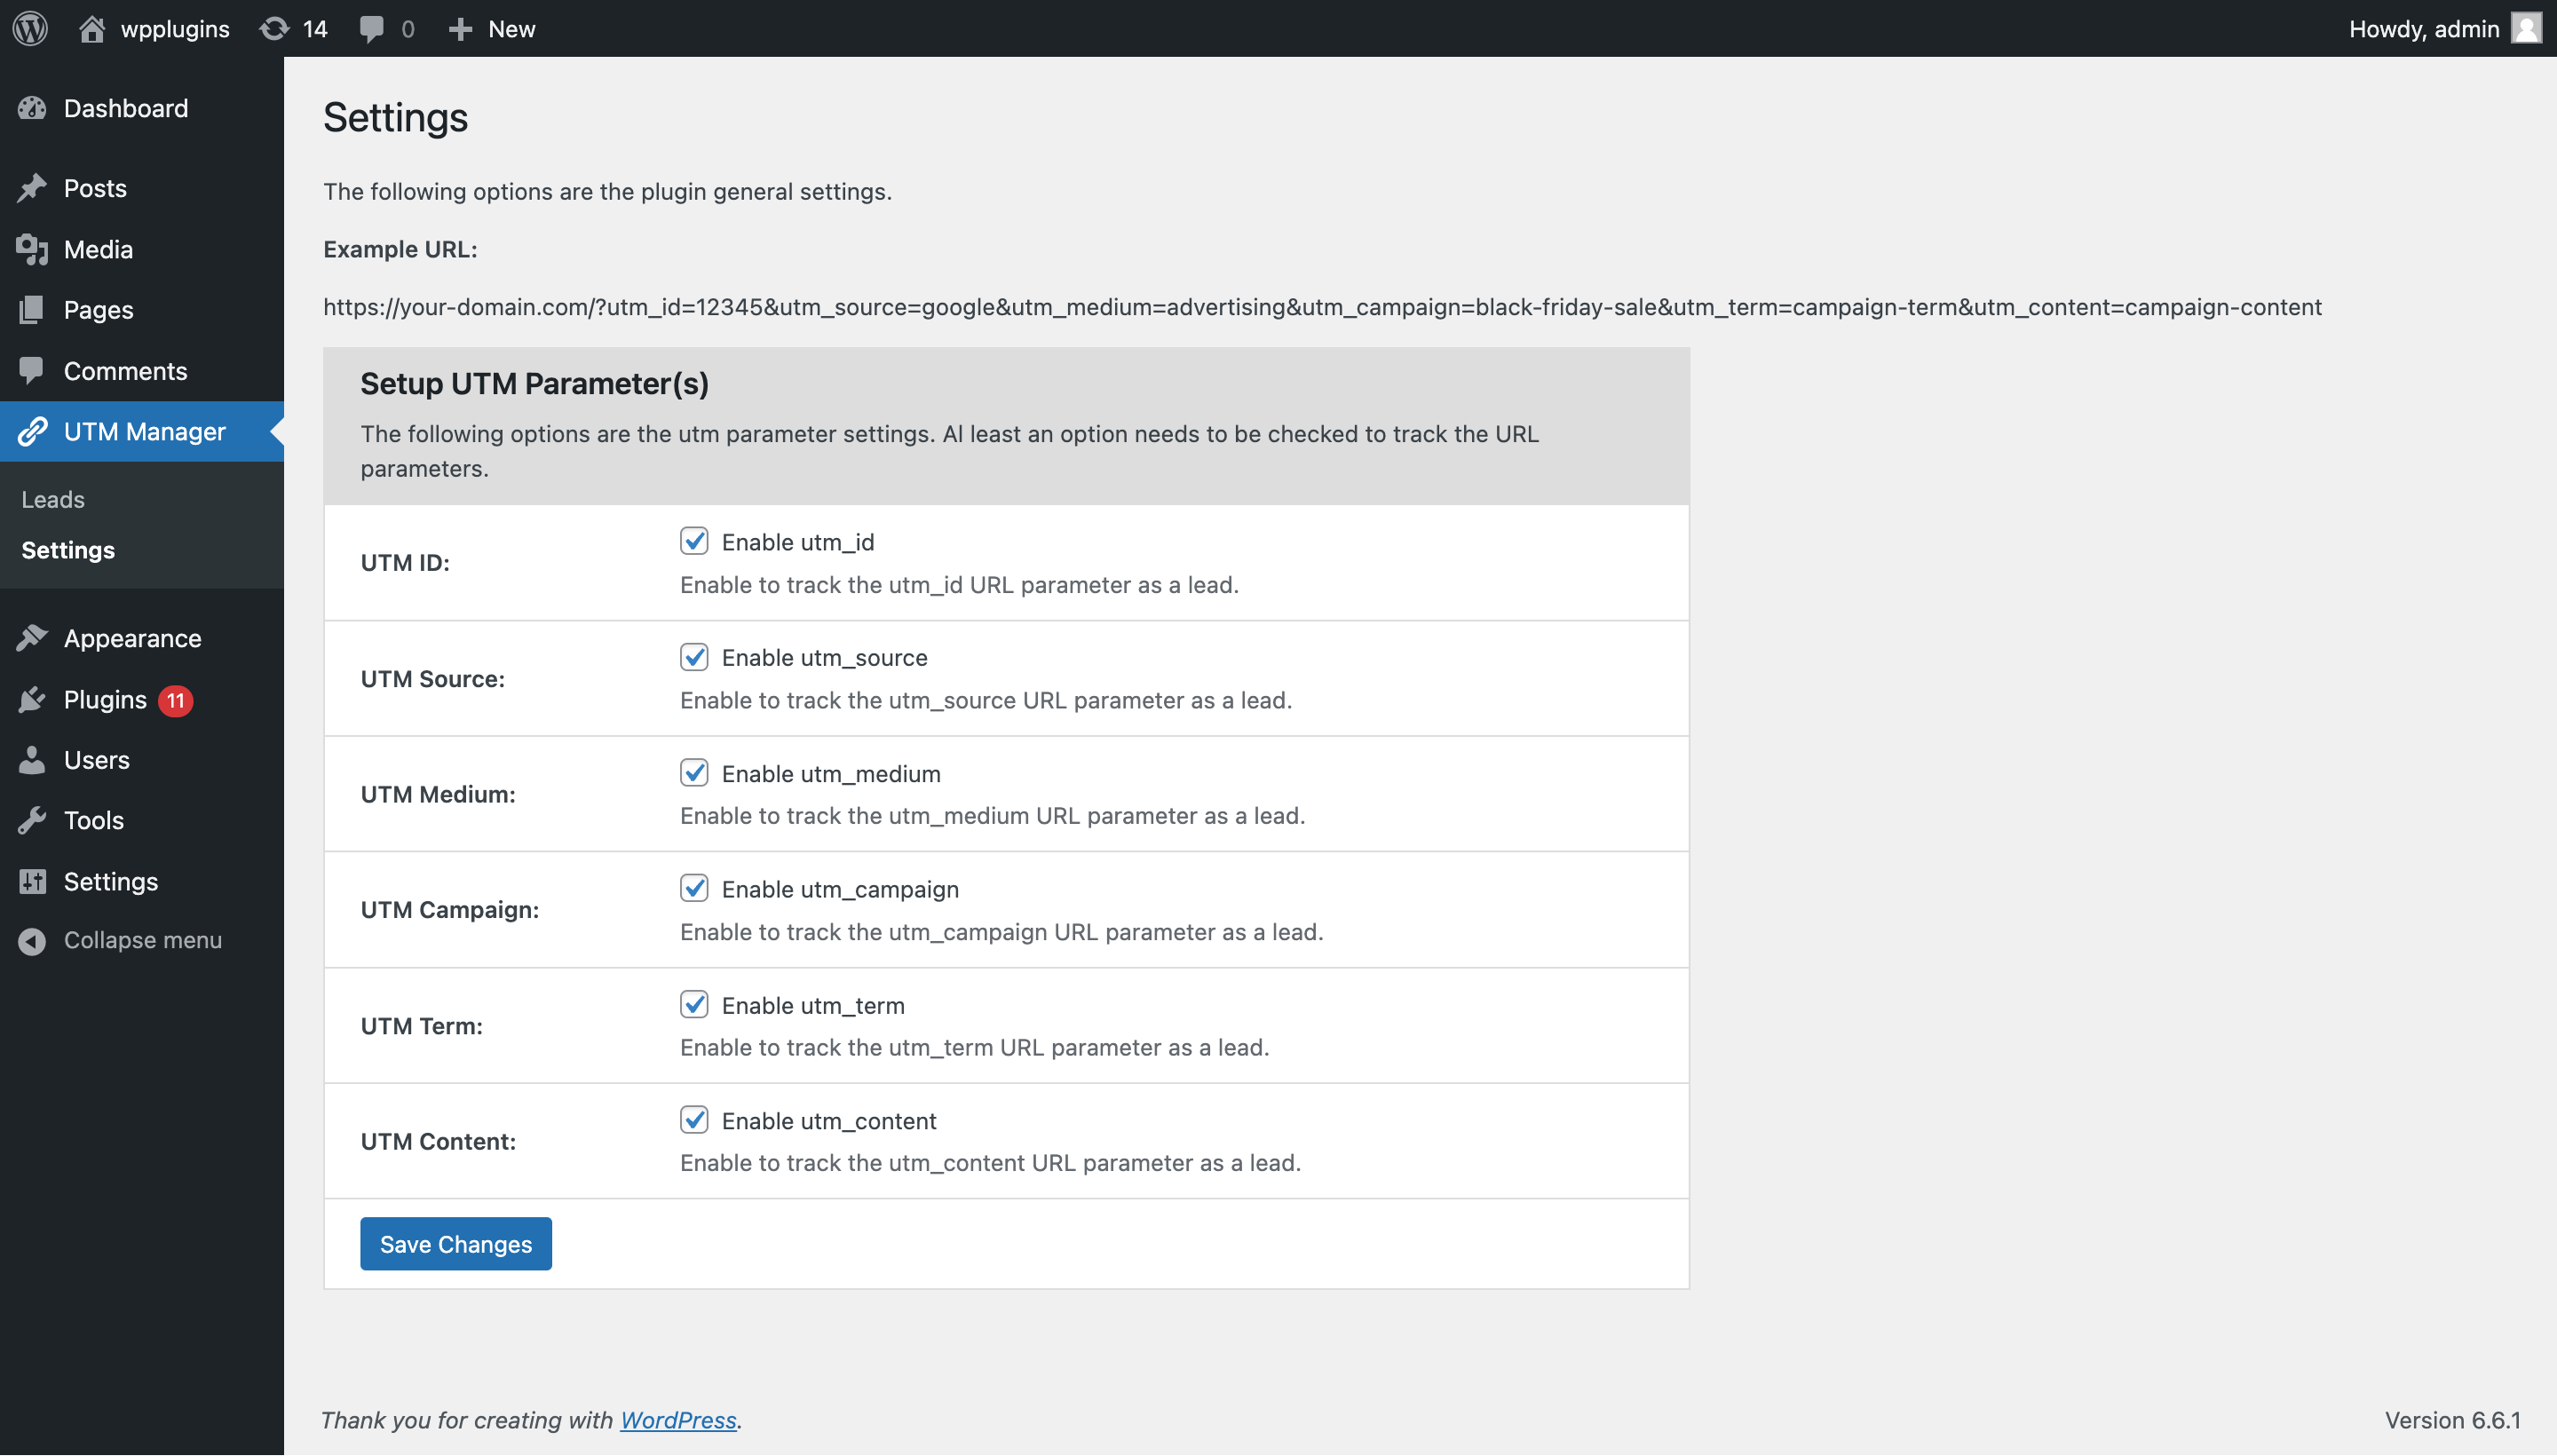 wpplugins 14 0 New Howdy, admin
Dashboard
Posts
Media
Pages
Comments
UTM Manager
Leads
Settings
Appearance
Plugins 11
Users
Tools
Settings
Collapse menu
Settings
The following options are the plugin general settings.
Example URL:
https://your-domain.com/?utm_id=12345&utm_source=google&utm_medium=advertising&utm_campaign=black-friday-sale&utm_term=campaign-term&utm_content=campaign-content
Setup UTM Parameter(s)
The following options are the utm parameter settings. Al least an option needs to be checked to track the URL
parameters.
UTM ID:
Enable utm_id
Enable to track the utm_id URL parameter as a lead.
UTM Source:
Enable utm_source
Enable to track the utm_source URL parameter as a lead.
UTM Medium:
Enable utm_medium
Enable to track the utm_medium URL parameter as a lead.
UTM Campaign:
Enable utm_campaign
Enable to track the utm_campaign URL parameter as a lead.
UTM Term:
Enable utm_term
Enable to track the utm_term URL parameter as a lead.
UTM Content:
Enable utm_content
Enable to track the utm_content URL parameter as a lead.
Save Changes
Thank you for creating with WordPress.
Version 6.6.1